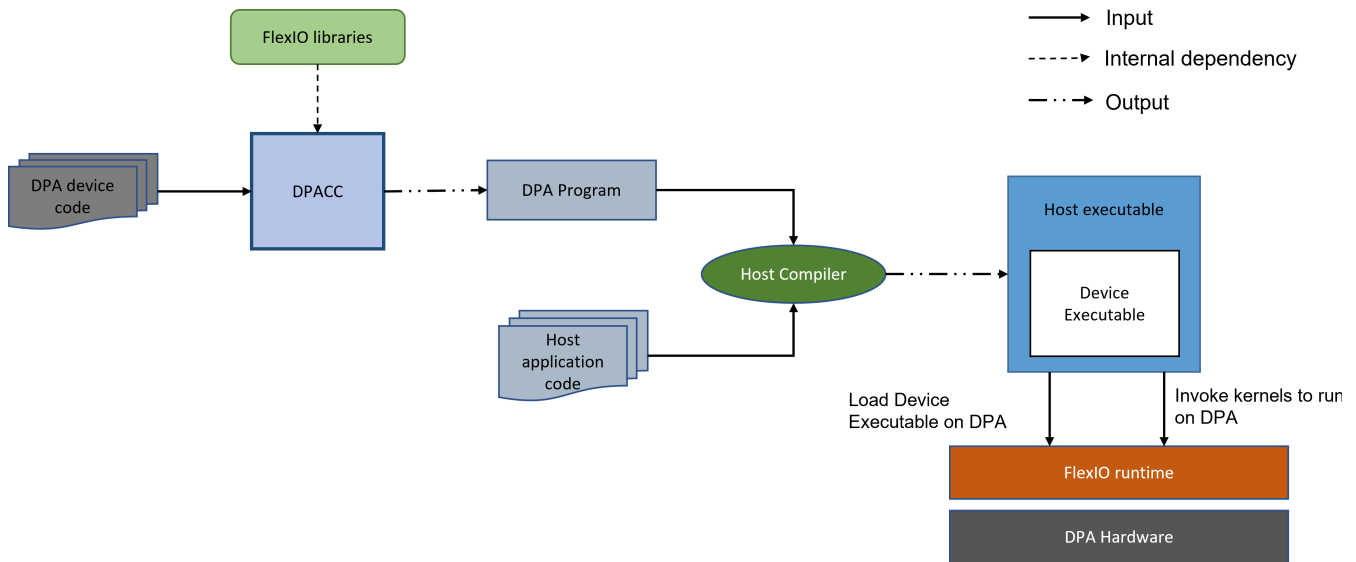 FlexIO libraries
Input
Internal dependency
Output
DPA device
code
DPACC
DPA Program
Host Compiler
Host
application
code
Host executable
Device
Executable
Load Device
Executable on DPA
Invoke kernels to run
on DPA
FlexIO runtime
DPA Hardware